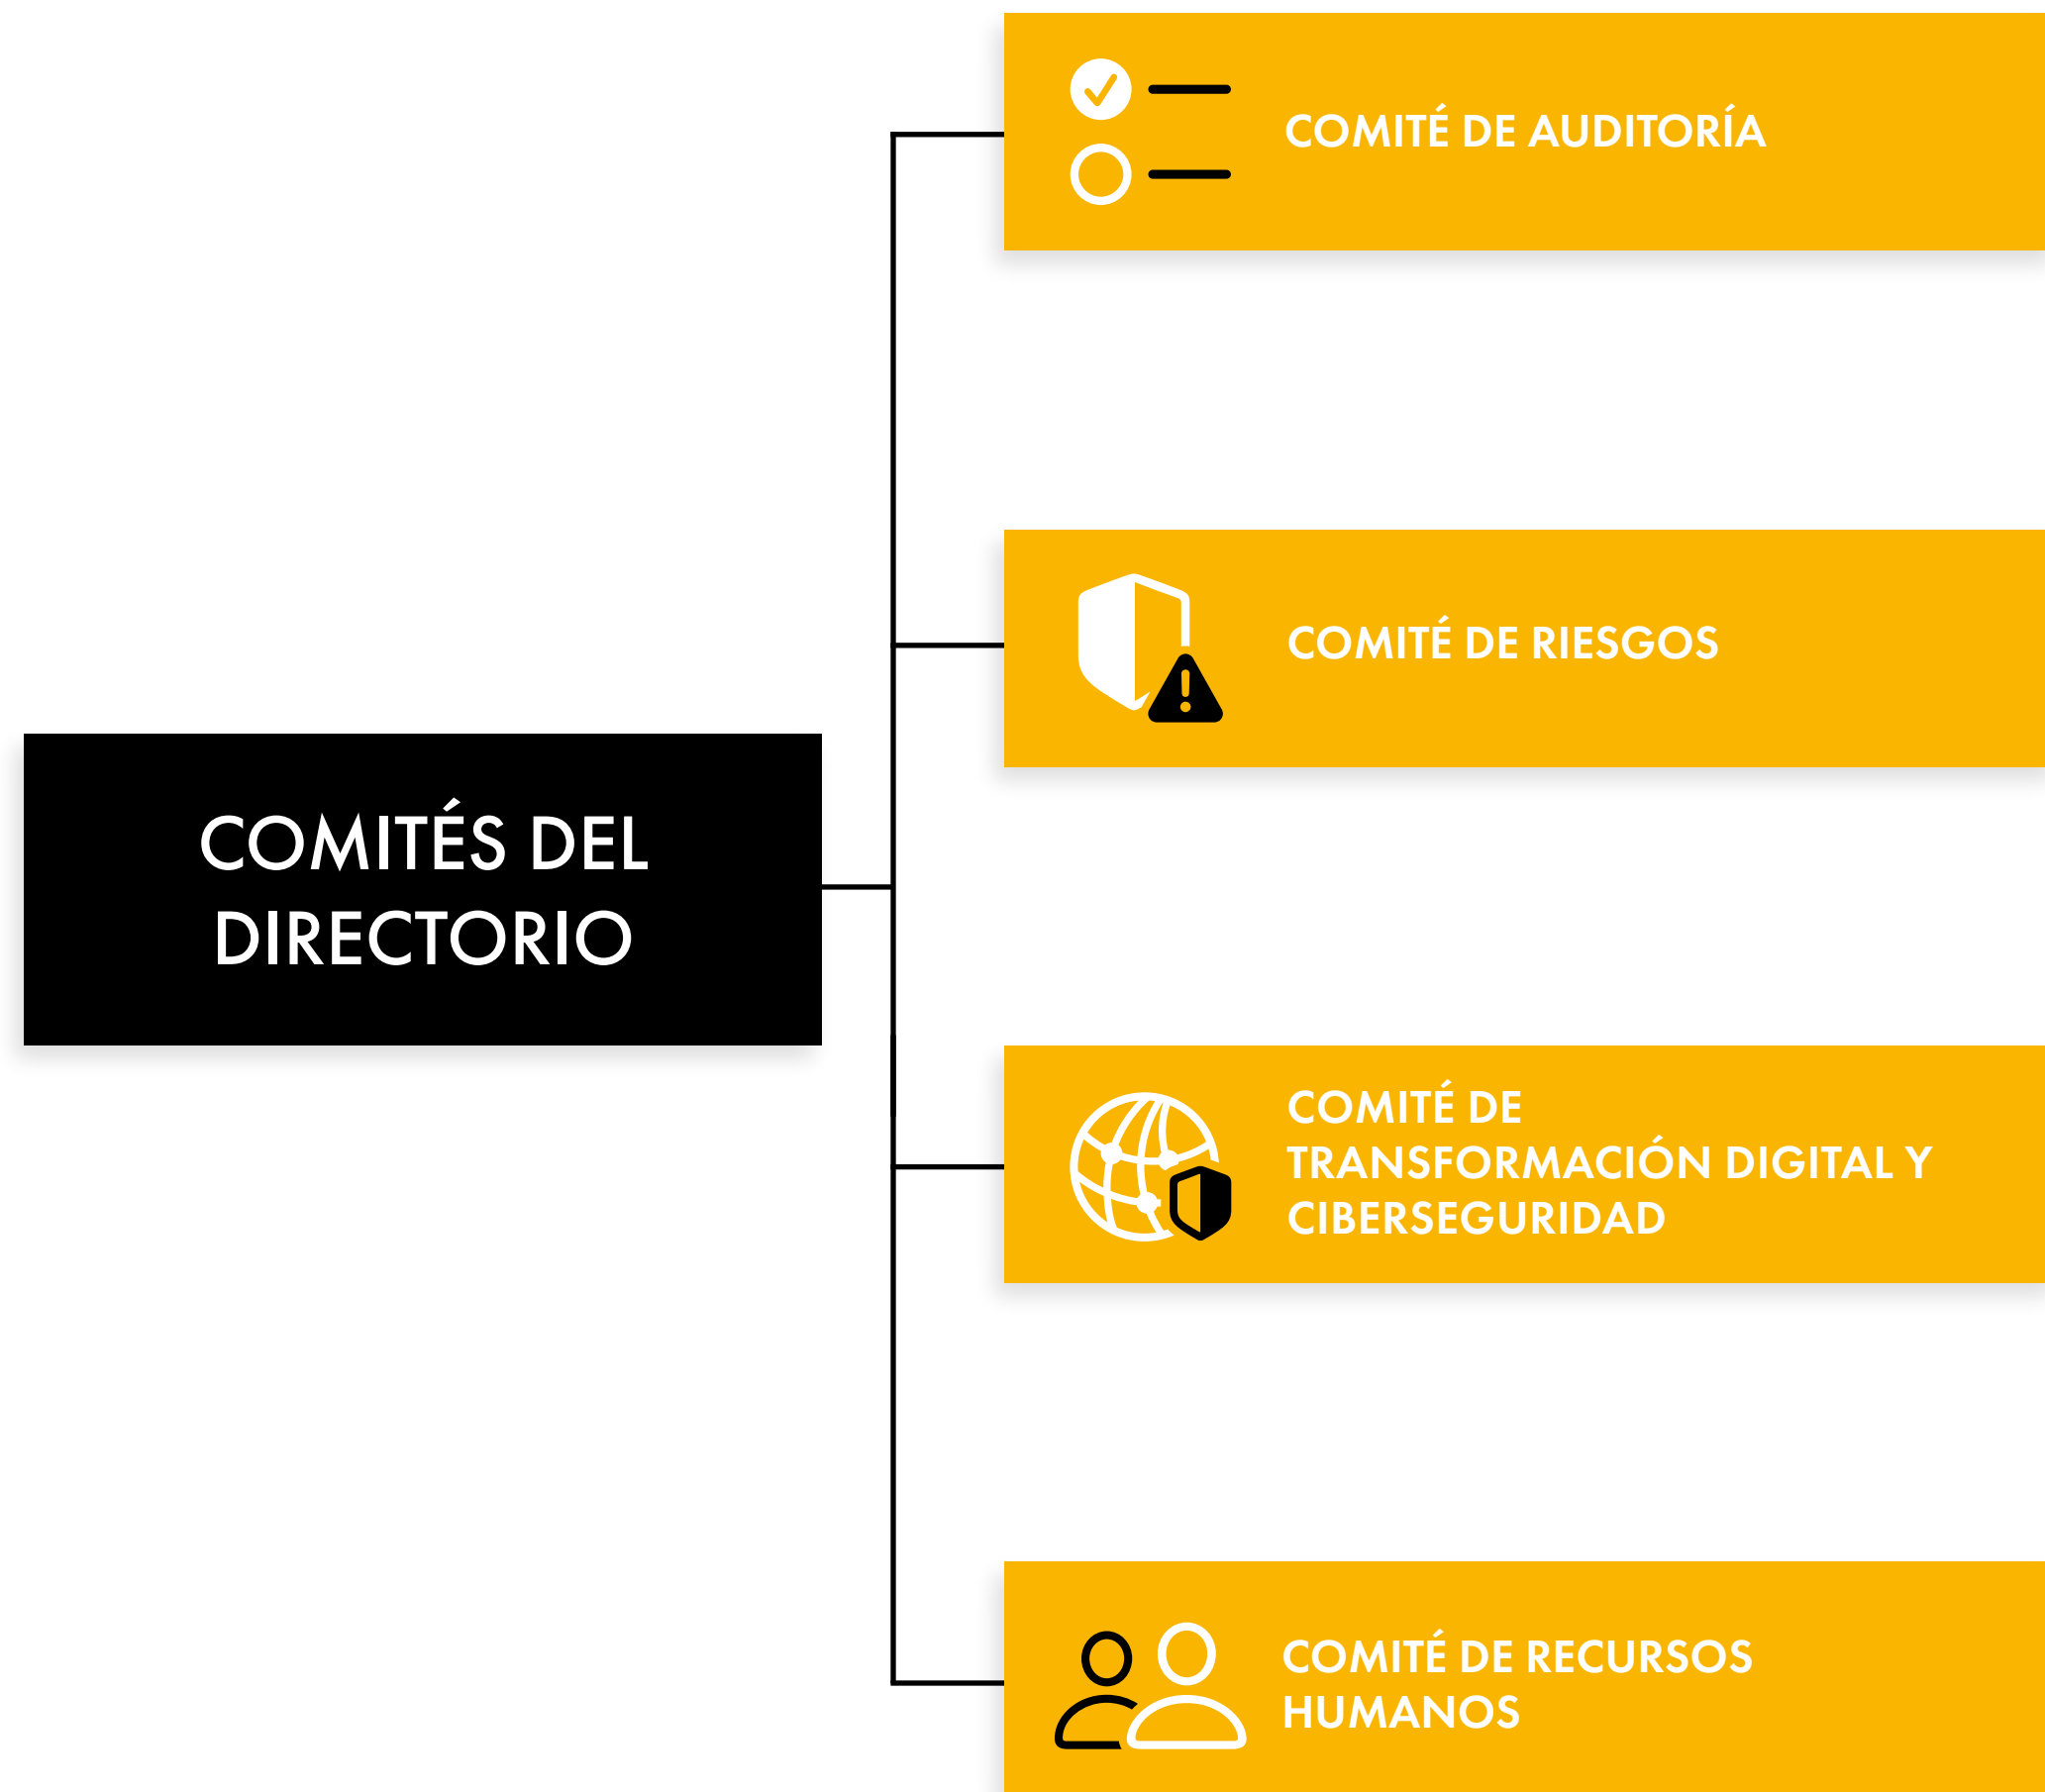 COMITÉ DE AUDITORÍA
COMITÉ DE RIESGOS
COMITÉS DEL
DIRECTORIO
COMITÉ DE
TRANSFORMACIÓN DIGITAL Y
CIBERSEGURIDAD
COMITÉ DE RECURSOS
HUMANOS